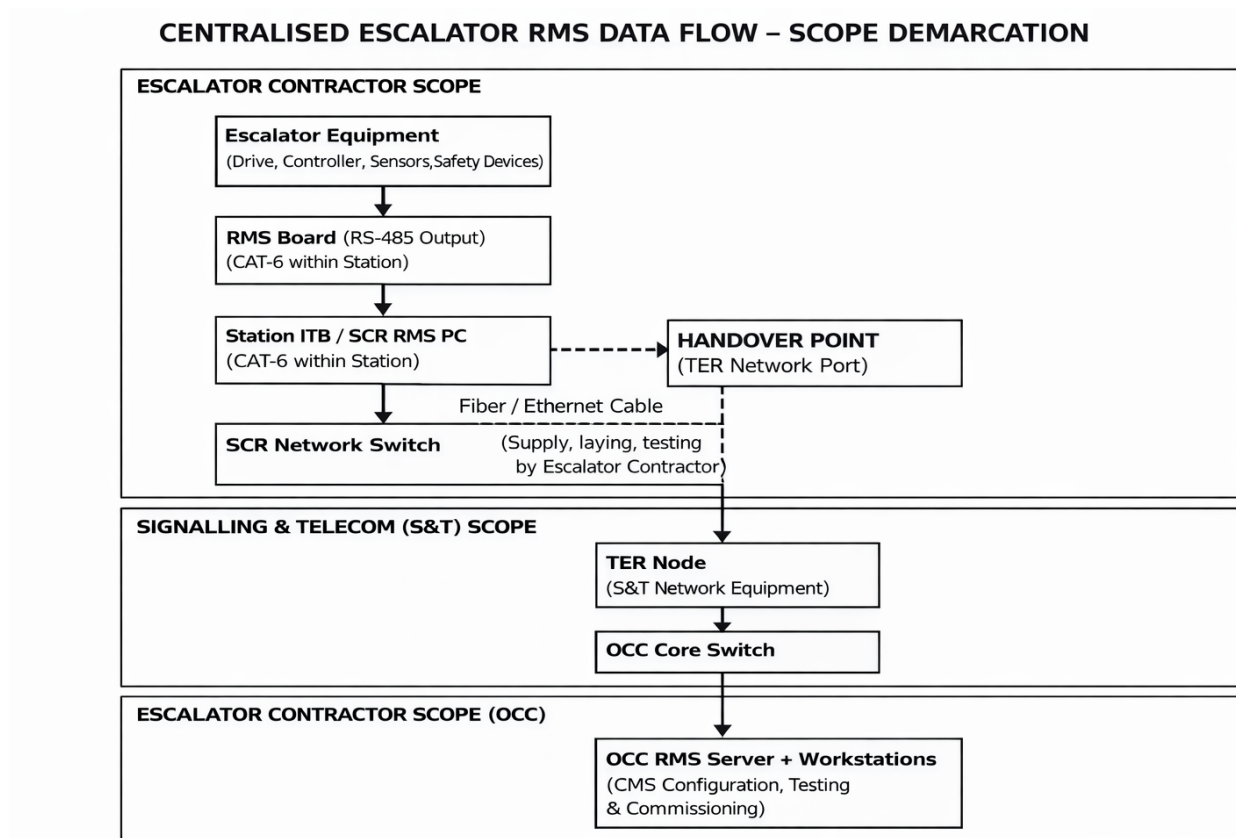 CENTRALISED ESCALATOR RMS DATA FLOW – SCOPE DEMARCATION
ESCALATOR CONTRACTOR SCOPE
Escalator Equipment
(Drive, Controller, Sensors,Safety Devices)
RMS Board (RS-485 Output)
(CAT-6 within Station)
Station ITB / SCR RMS PC
(CAT-6 within Station)
HANDOVER POINT
(TER Network Port)
Fiber / Ethernet Cable
SCR Network Switch
(Supply, laying, testing
by Escalator Contractor)
SIGNALLING & TELECOM (S&T) SCOPE
TER Node
(S&T Network Equipment)
OCC Core Switch
ESCALATOR CONTRACTOR SCOPE (OCC)
OCC RMS Server + Workstations
(CMS Configuration, Testing
& Commissioning)